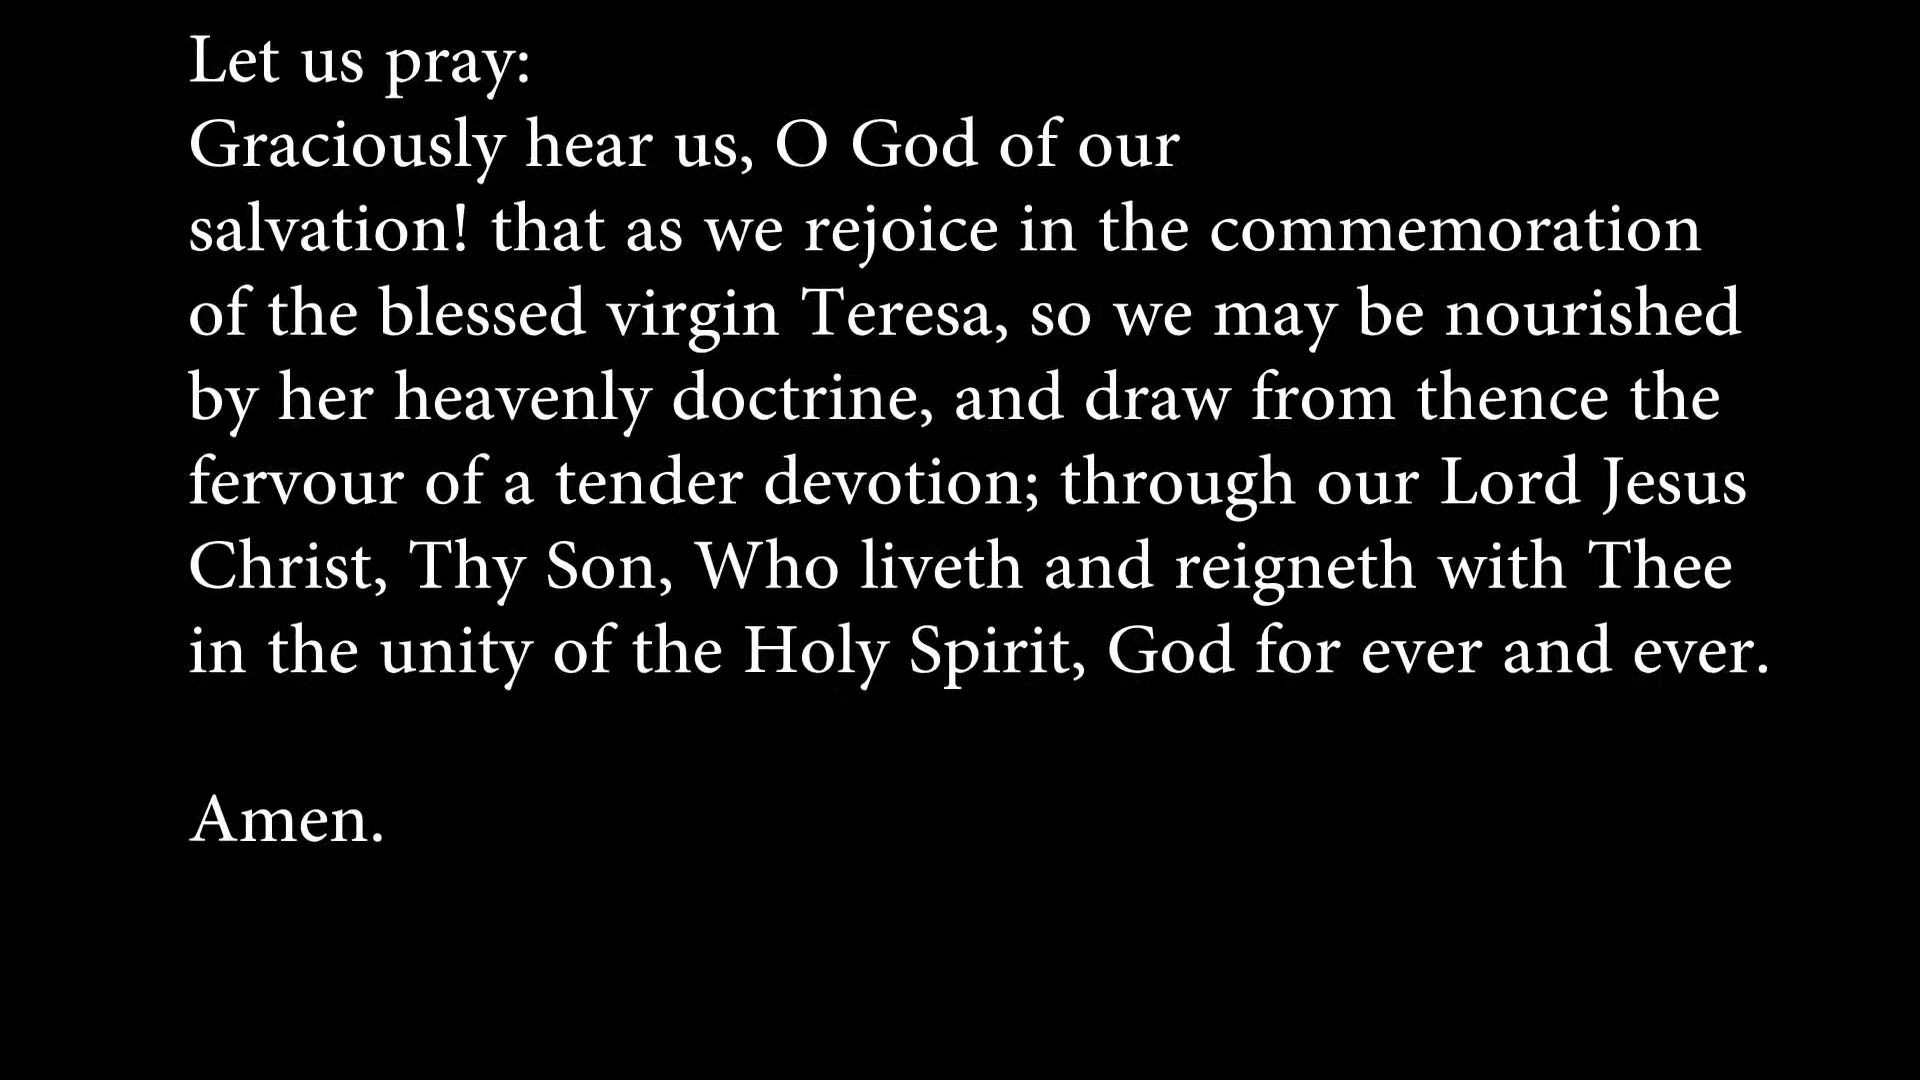 Let us pray:
Graciously hear us, O God of our
salvation! that as we rejoice in the commemoration
of the blessed virgin Teresa, so we may be nourished
by her heavenly doctrine, and draw from thence the
fervour of a tender devotion; through our Lord Jesus
Christ, Thy Son, Who liveth and reigneth with Thee
in the unity of the Holy Spirit, God for ever and ever.
Amen.